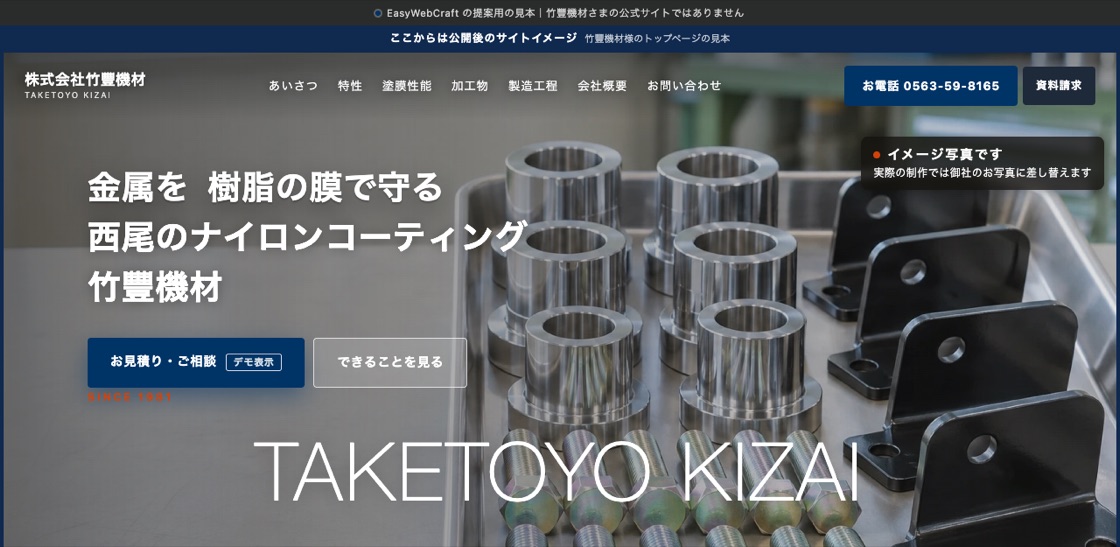 EasyWebCraft の提案用の見本｜竹豐機材さまの公式サイトではありません
ここからは公開後のサイトイメージ 竹豐機材様のトップページの見本
株式会社竹豐機材
TAKETOYO KIZAI
あいさつ 特性 塗膜性能 加工物 製造工程 会社概要 お問い合わせ
お電話 0563-59-8165
資料請求
イメージ写真です
実際の制作では御社のお写真に差し替えます
金属を 樹脂の膜で守る
西尾のナイロンコーティング
竹豐機材
お見積り・ご相談 デモ表示
できることを見る
SINCE
TAKETOYO KIZAI